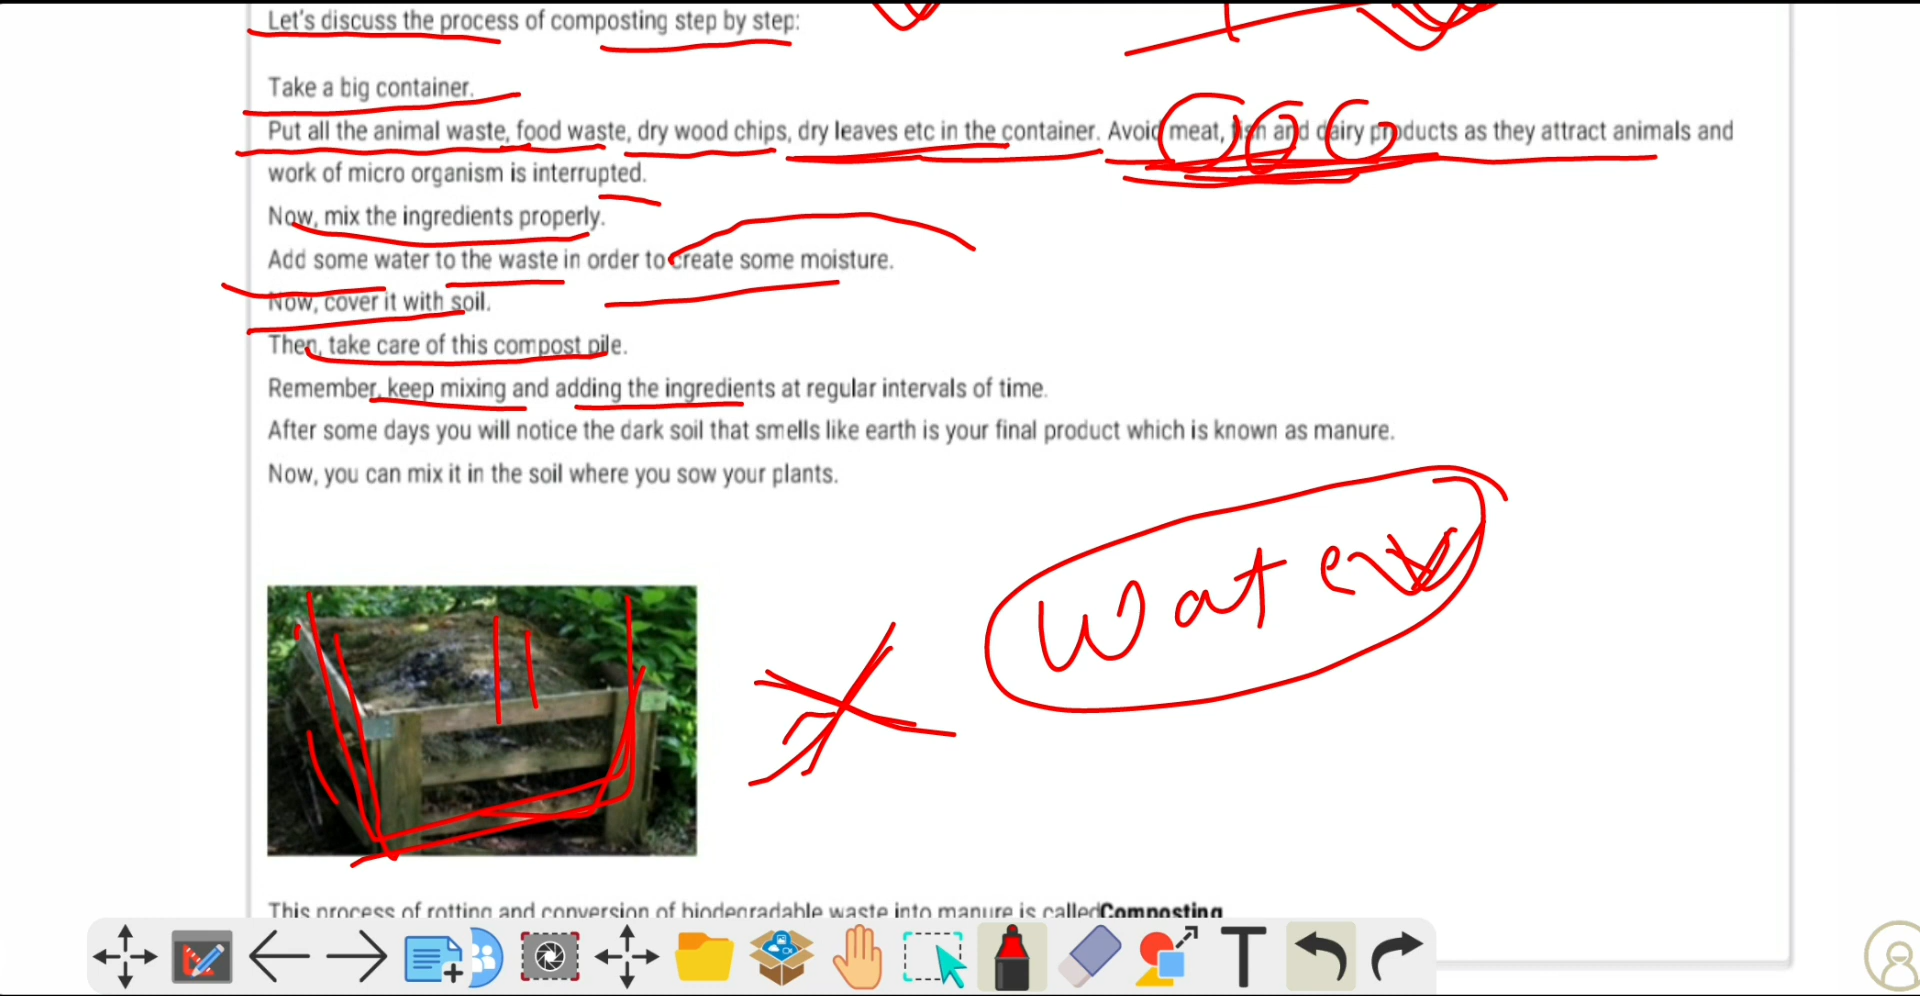 Let's discuss the process of composting step by step:
Take a big container.
Put all the animal waste, food waste, dry wood chips, dry leaves etc in the container. Avoid meat, fish and dairy products as they attract animals and
work of micro organism is interrupted.
Now, mix the ingredients properly.
Add some water to the waste in order to create some moisture.
Now, cover it with soil.
Then, take care of this compost pile.
Remember, keep mixing and adding the ingredients at regular intervals of time.
After some days you will notice the dark soil that smells like earth is your final product which is known as manure.
Now, you can mix it in the soil where you sow your plants.
Water
This process of rotting and conversion of biodegradable waste into manure is calledComposting
T